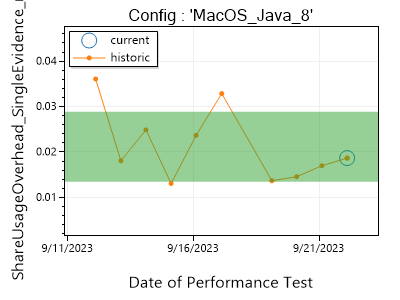 Config : 'MacOS_Java_8'
current
historic
0.04
0.03
0.02
0.01
9/11/2023
9/16/2023
9/21/2023
Date of Performance Test
ShareUsageOverhead_SingleEvidence_